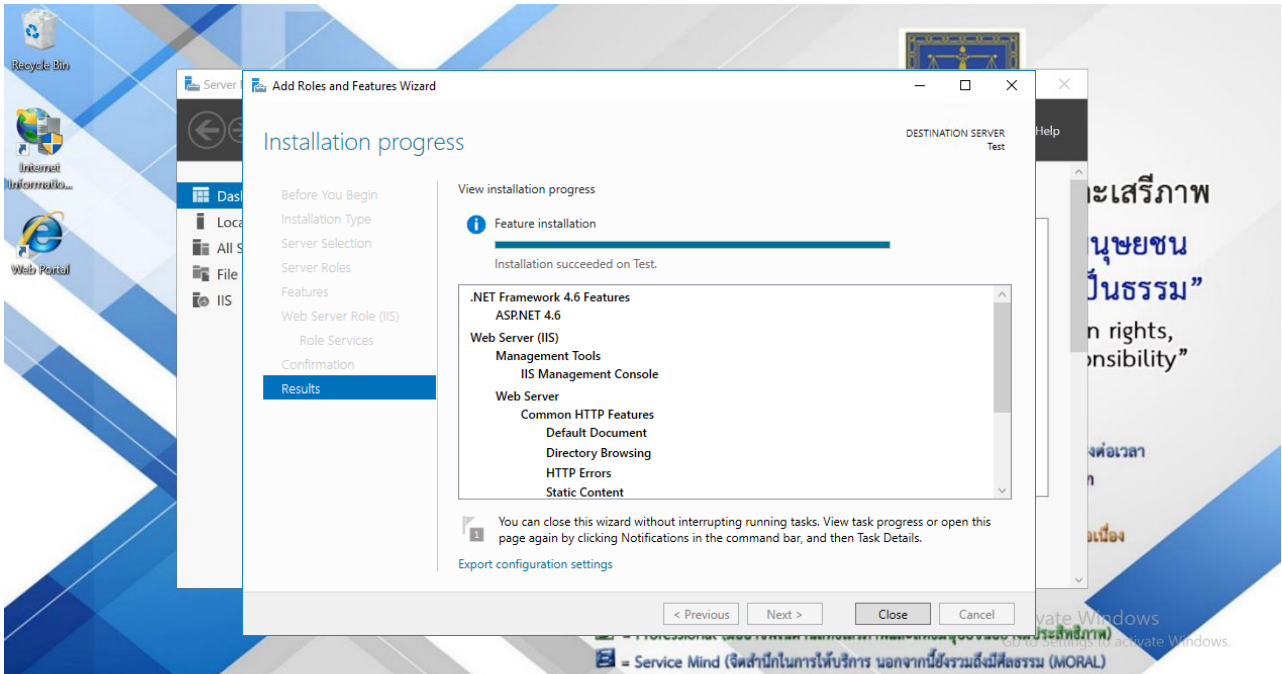 Recycle Bin
Internet
Informatio...
Web Portal
Server
Add Roles and Features Wizard
Installation progress
DESTINATION SERVER
Test
Help
Das
Loca
All S
File
IIS
Before You Begin
Installation Type
Server Selection
Server Roles
Features
Web Server Role (IIS)
Role Services
Confirmation
Results
View installation progress
Feature installation
Installation succeeded on Test.
.NET Framework 4.6 Features
ASP.NET 4.6
Web Server (IIS)
Management Tools
IIS Management Console
Web Server
Common HTTP Features
Default Document
Directory Browsing
HTTP Errors
Static Content
1
You can close this wizard without interrupting running tasks. View task progress or open this
page again by clicking Notifications in the command bar, and then Task Details.
Export configuration settings
< Previous
Next >
Close
Cancel
ะเสรีภาพ
นุษยชน
ป็นธรรม”
n rights,
onsibility”
งต่อเวลา
อเนื่อง
vate Windows
Go to Settings to activate Windows.
= Service Mind (จิตสำนึกในการให้บริการ นอกจากนี้ยังรวมถึงมีศีลธรรม (MORAL)